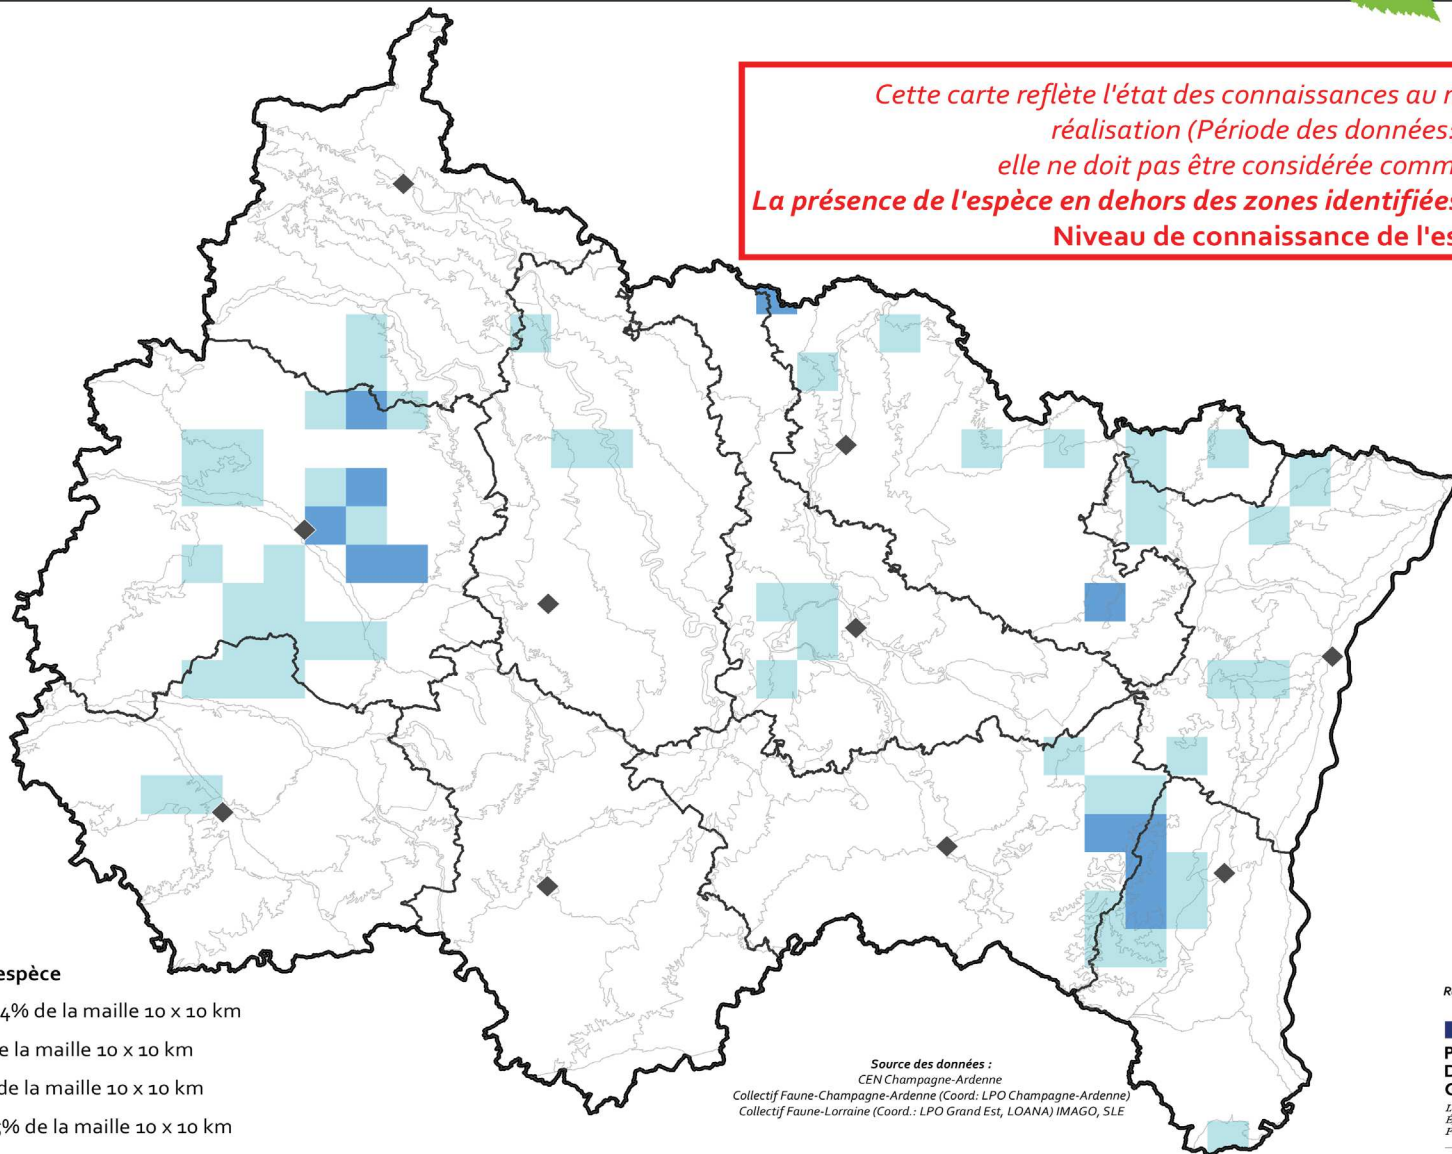 Cette carte reflète l'état des connaissances au
réalisation (Période des données:
elle ne doit pas être considérée comm
La présence de l'espèce en dehors des zones identifiées
Niveau de connaissance de l'es
espèce
4% de la maille 10 x 10 km
e la maille 10 x 10 km
de la maille 10 x 10 km
% de la maille 10 x 10 km
Source des données :
CEN Champagne-Ardenne
Collectif Faune-Champagne-Ardenne (Coord: LPO Champagne-Ardenne)
Collectif Faune-Lorraine (Coord.: LPO Grand Est, LOANA) IMAGO, SLE